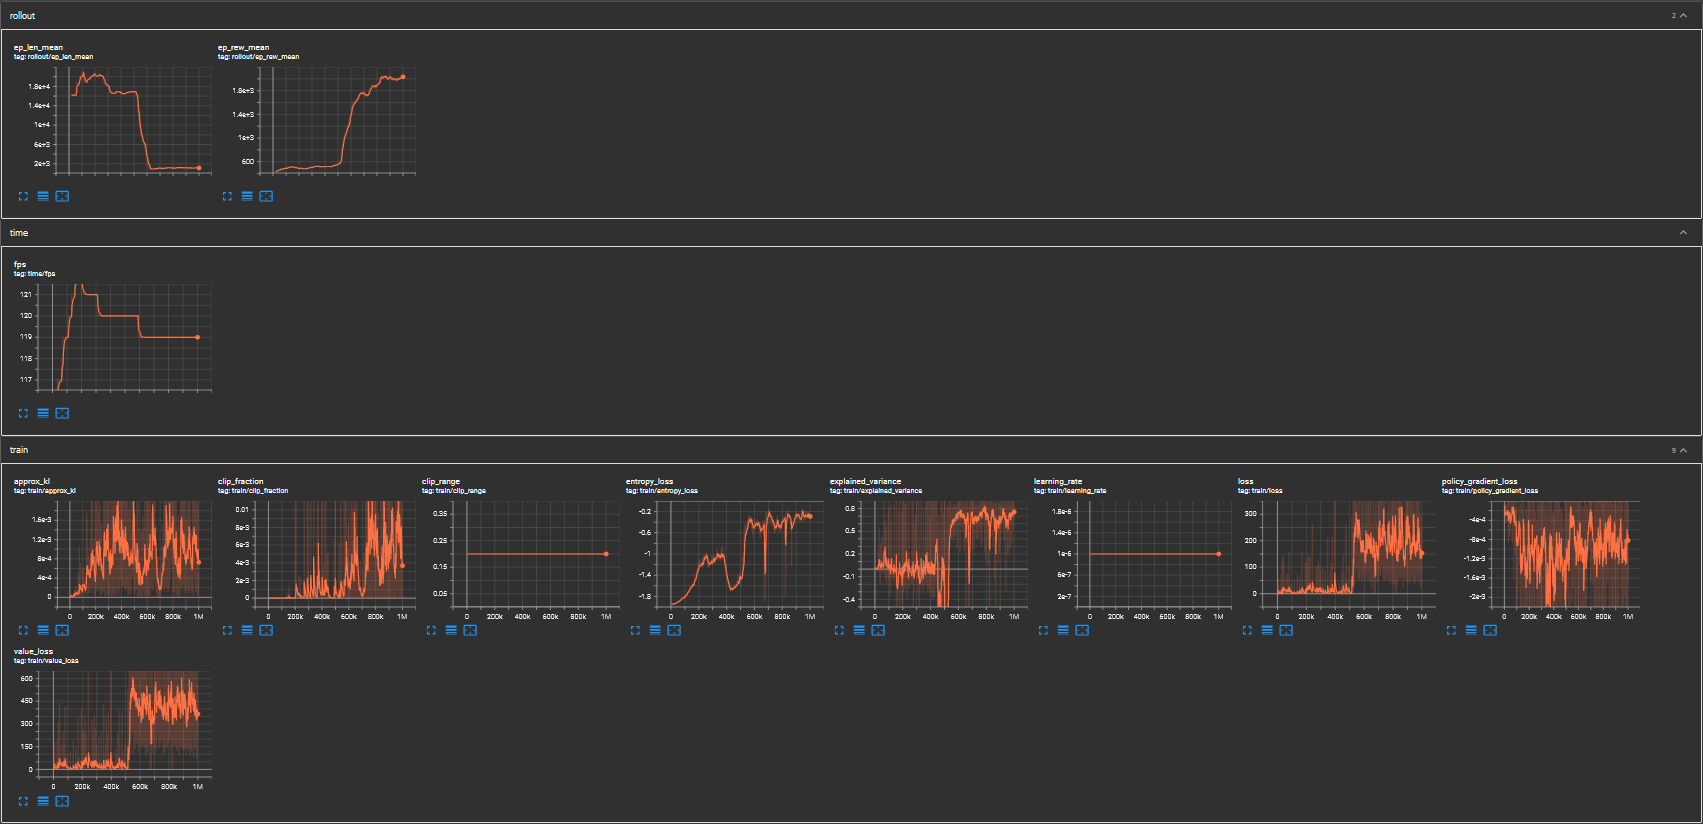 rollout
2
ep_len_mean
tag: rollout/ep_len_mean
1.8e+4
1.4e+4
1e+4
6e+3
2e+3
ep_rew_mean
tag: rollout/ep_rew_mean
1.8e+3
1.4e+3
1e+3
600
time
fps
tag: time/fps
121
120
119
118
117
train
9
approx_kl
tag: train/approx_kl
1.6e-3
1.2e-3
8e-4
4e-4
0
0 200k 400k 600k 800k 1M
clip_fraction
tag: train/clip_fraction
0.01
8e-3
6e-3
4e-3
2e-3
0
0 200k 400k 600k 800k 1M
clip_range
tag: train/clip_range
0.35
0.25
0.15
0.05
0 200k 400k 600k 800k 1M
entropy_loss
tag: train/entropy_loss
-0.2
-0.6
-1
-1.4
-1.8
0 200k 400k 600k 800k 1M
explained_variance
tag: train/explained_variance
0.8
0.5
0.2
-0.1
-0.4
0 200k 400k 600k 800k 1M
learning_rate
tag: train/learning_rate
1.8e-6
1.4e-6
1e-6
6e-7
2e-7
0 200k 400k 600k 800k 1M
loss
tag: train/loss
300
200
100
0
0 200k 400k 600k 800k 1M
policy_gradient_loss
tag: train/policy_gradient_loss
-4e-4
-8e-4
-1.2e-3
-1.6e-3
-2e-3
0 200k 400k 600k 800k 1M
value_loss
tag: train/value_loss
600
450
300
150
0
0 200k 400k 600k 800k 1M